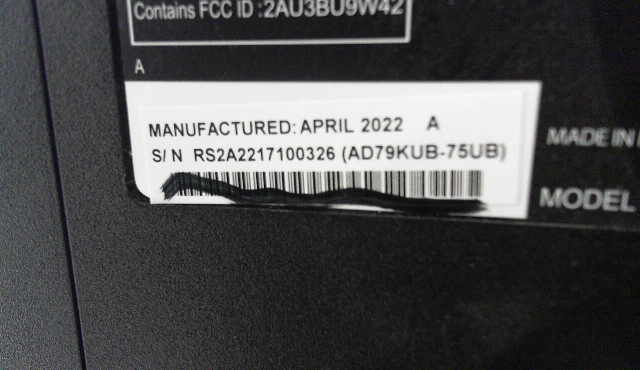 Contains FCC ID :2AU3BU9W42
A
MANUFACTURED: APRIL 2022 A
S/ N RS2A2217100326 (AD79KUB-75UB)
MADE IN
MODEL